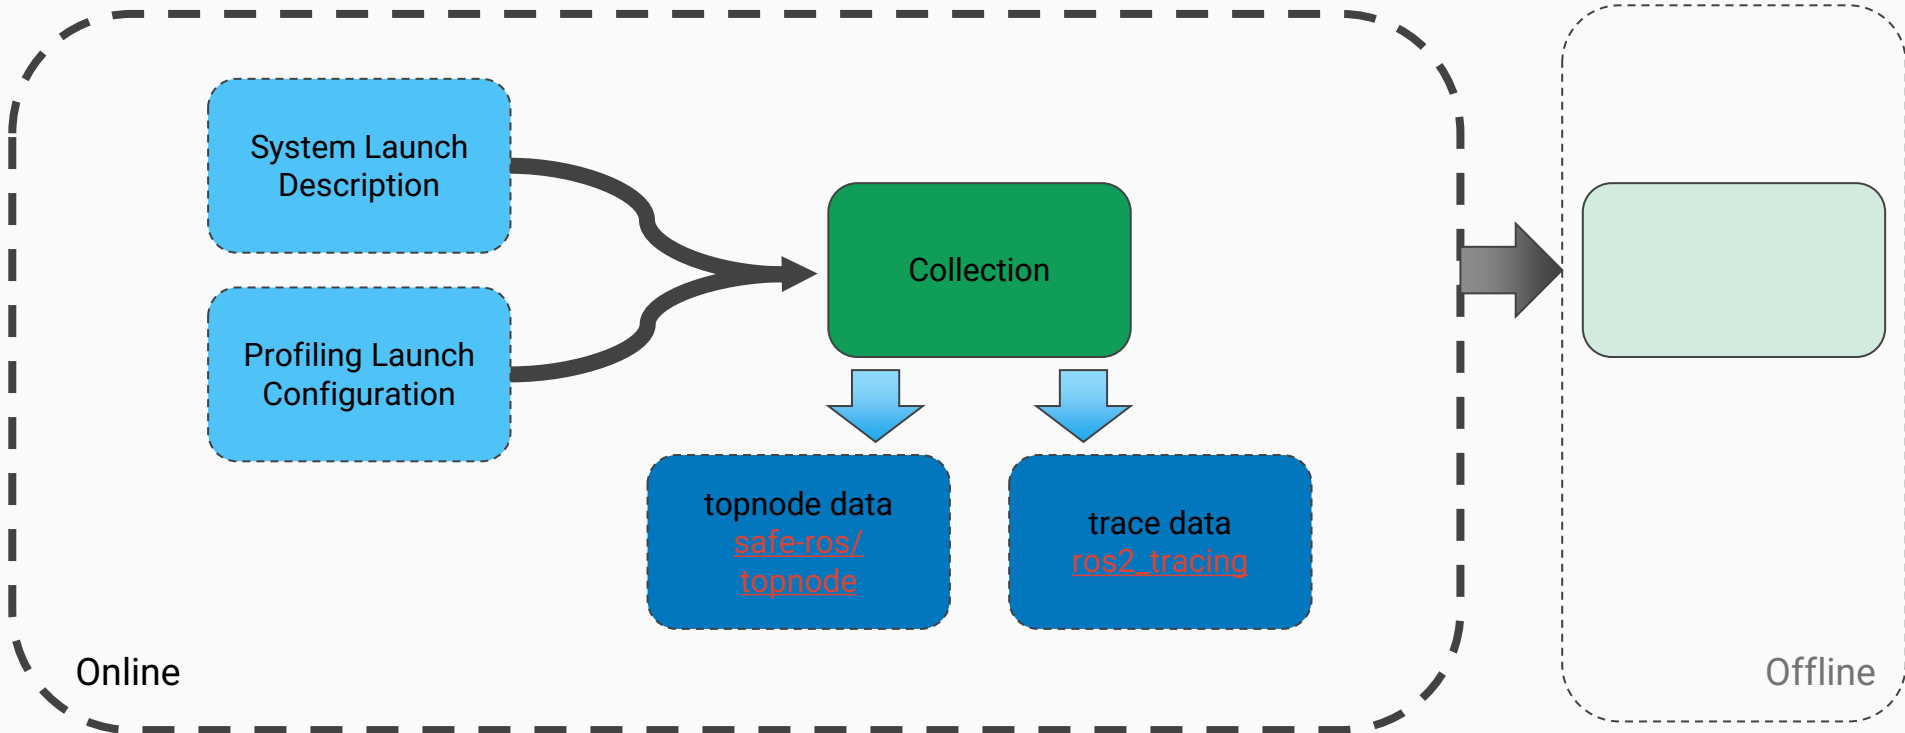 System Launch
Description
Profiling Launch
Configuration
Collection
topnode data
safe-ros/
topnode
trace data
ros2_tracing
Online
Offline